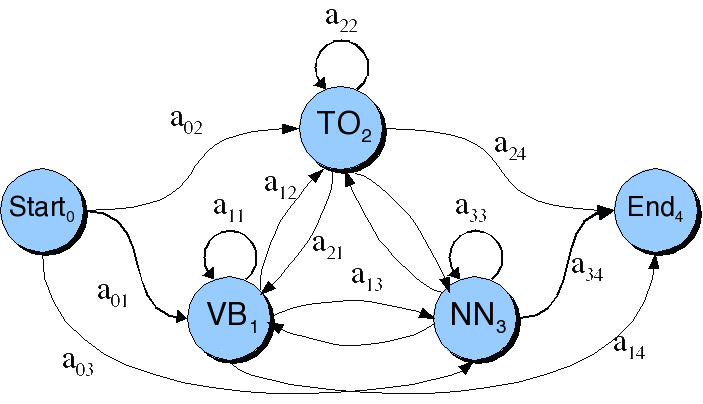 a₂₂
a₀₂
TO₂
a₂₄
a₁₂
Start₀
a₁₁
a₃₃
End₄
a₂₁
a₁₃
a₃₄
a₀₁
VB₁
NN₃
a₀₃
a₁₄